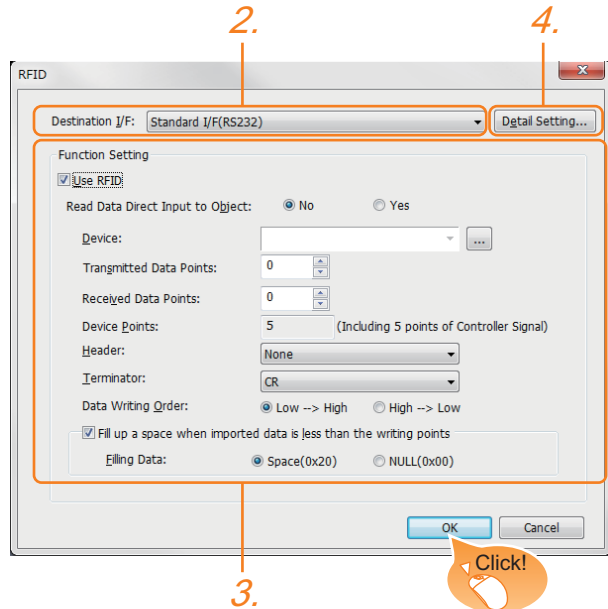 2. 4.
RFID
Destination I/F: Standard I/F(RS232) Detail Setting...
Function Setting
Use RFID
Read Data Direct Input to Object: No Yes
Device: ...
Transmitted Data Points: 0
Received Data Points: 0
Device Points: 5 (Including 5 points of Controller Signal)
Header: None
Terminator: CR
Data Writing Order: Low --> High High --> Low
Fill up a space when imported data is less than the writing points
Filling Data: Space(0x20) NULL(0x00)
OK Cancel
Click!
3.